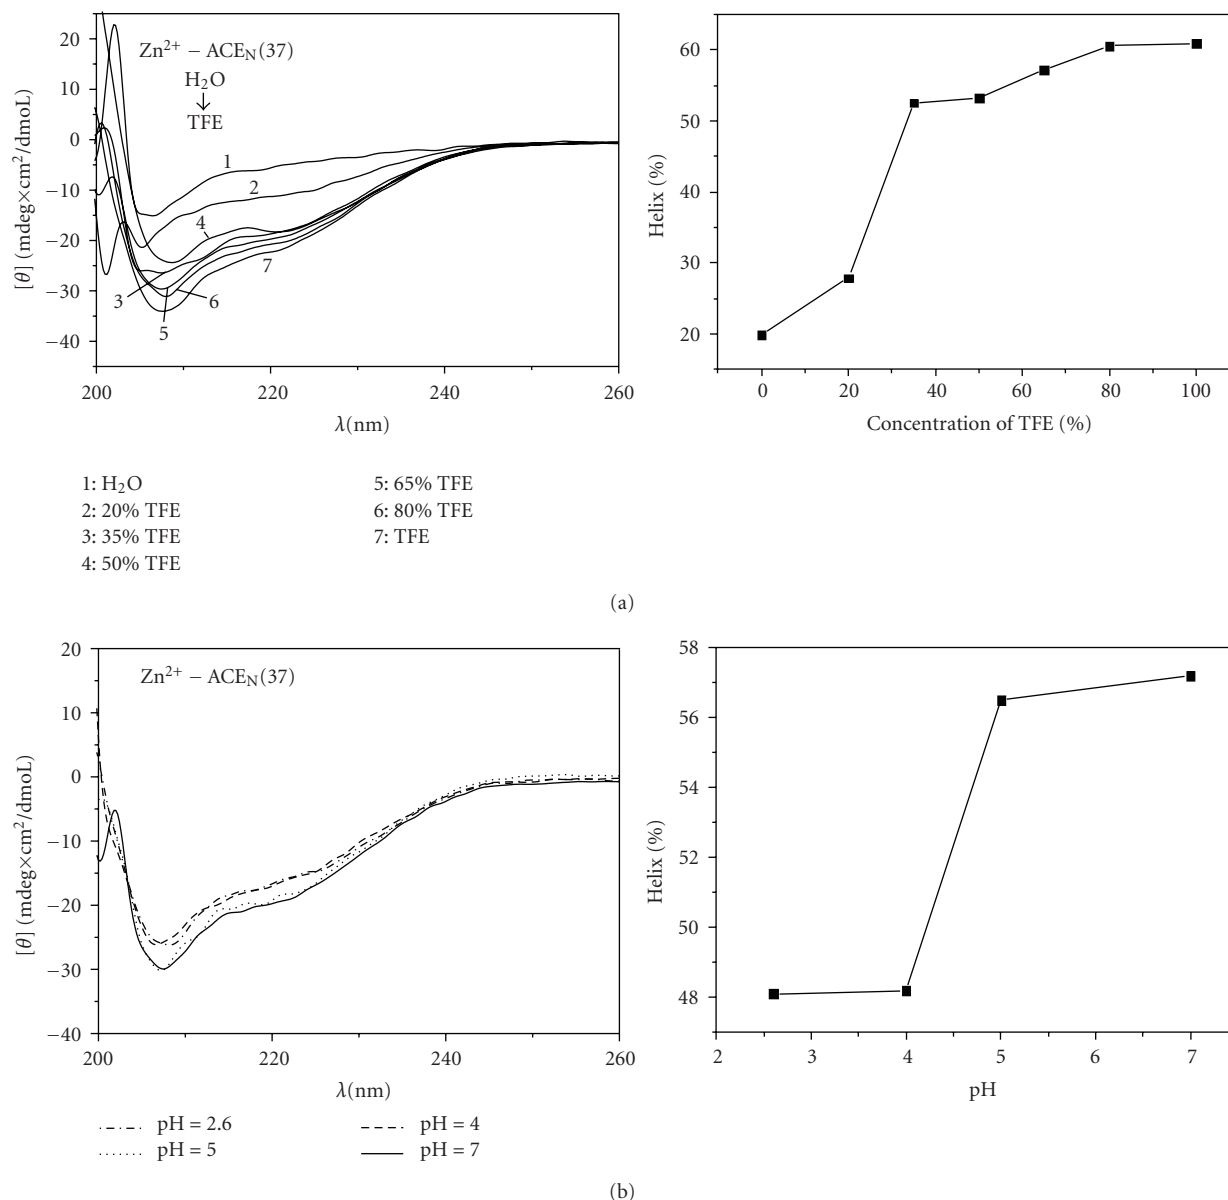 20
10
0
−10
−20
−30
−40
[θ] (mdeg×cm²/dmoL)
Zn²⁺ − ACE_N(37)
H₂O
TFE
1
2
4
3
5
6
7
200
220
240
260
λ(nm)
60
50
40
30
20
Helix (%)
0
20
40
60
80
100
Concentration of TFE (%)
1: H₂O
2: 20% TFE
3: 35% TFE
4: 50% TFE
5: 65% TFE
6: 80% TFE
7: TFE
(a)
20
10
0
−10
−20
−30
−40
[θ] (mdeg×cm²/dmoL)
Zn²⁺ − ACE_N(37)
200
220
240
260
λ(nm)
pH = 2.6
pH = 5
pH = 4
pH = 7
58
56
54
52
50
48
Helix (%)
2
3
4
5
6
7
pH
(b)